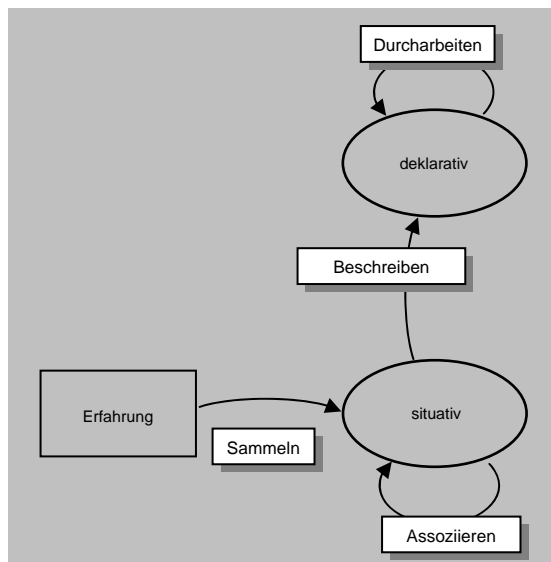 Durcharbeiten
deklarativ
Beschreiben
Erfahrung
situativ
Sammeln
Assoziieren